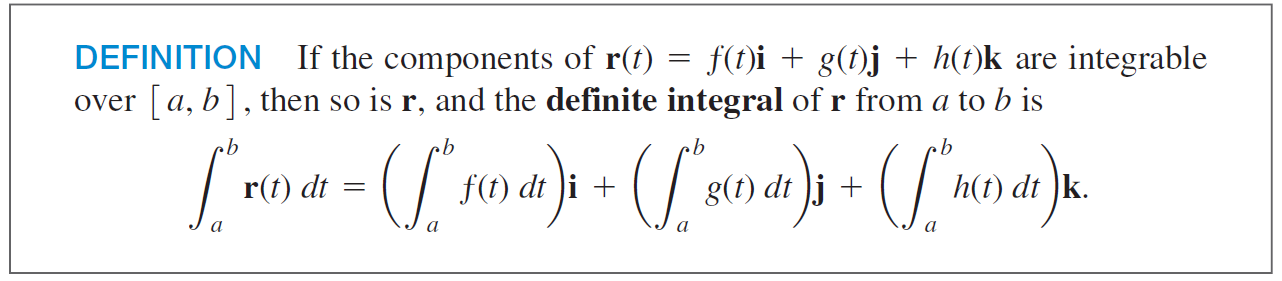 DEFINITION If the components of r(t) = f(t)i + g(t)j + h(t)k are integrable
over [a, b], then so is r, and the definite integral of r from a to b is
∫_a^b r(t) dt = (∫_a^b f(t) dt)i + (∫_a^b g(t) dt)j + (∫_a^b h(t) dt)k.